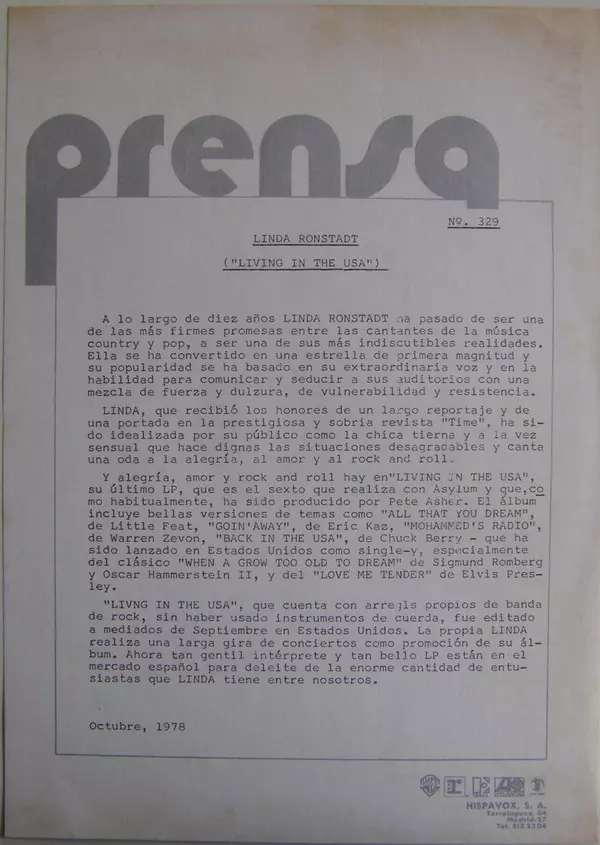 prensa
Nº. 329
LINDA RONSTADT
("LIVING IN THE USA")
A lo largo de diez años LINDA RONSTADT ha pasado de ser una
de las más firmes promesas entre las cantantes de la música
country y pop, a ser una de sus más indiscutibles realidades.
Ella se ha convertido en una estrella de primera magnitud y
su popularidad se ha basado en su extraordinaria voz y en la
habilidad para comunicar y seducir a sus auditorios con una
mezcla de fuerza y dulzura, de vulnerabilidad y resistencia.
LINDA, que recibió los honores de un largo reportaje y de
una portada en la prestigiosa y sobria revista "Time", ha si-
do idealizada por su público como la chica tierna y a la vez
sensual que hace dignas las situaciones desagradables y canta
una oda a la alegría, al amor y al rock and roll.
Y alegría, amor y rock and roll hay en"LIVING IN THE USA",
su último LP, que es el sexto que realiza con Asylum y que,co
mo habitualmente, ha sido producido por Pete Asher. El álbum
incluye bellas versiones de temas como "ALL THAT YOU DREAM",
de Little Feat, "GOIN'AWAY", de Eric Kaz, "MOHAMMED'S RADIO",
de Warren Zevon, "BACK IN THE USA", de Chuck Berry - que ha
sido lanzado en Estados Unidos como single-y, especialmente
del clásico "WHEN A GROW TOO OLD TO DREAM" de Sigmund Romberg
y Oscar Hammerstein II, y del "LOVE ME TENDER" de Elvis Pres-
ley.
"LIVNG IN THE USA", que cuenta con arregls propios de banda
de rock, sin haber usado instrumentos de cuerda, fue editado
a mediados de Septiembre en Estados Unidos. La propia LINDA
realiza una larga gira de conciertos como promoción de su ál-
bum. Ahora tan gentil intérprete y tan bello LP están en el
mercado español para deleite de la enorme cantidad de entu-
siastas que LINDA tiene entre nosotros.
Octubre, 1978
HISPAVOX, S. A.
Torrelaguna, 64
Madrid-27
Tel. 415 23 04